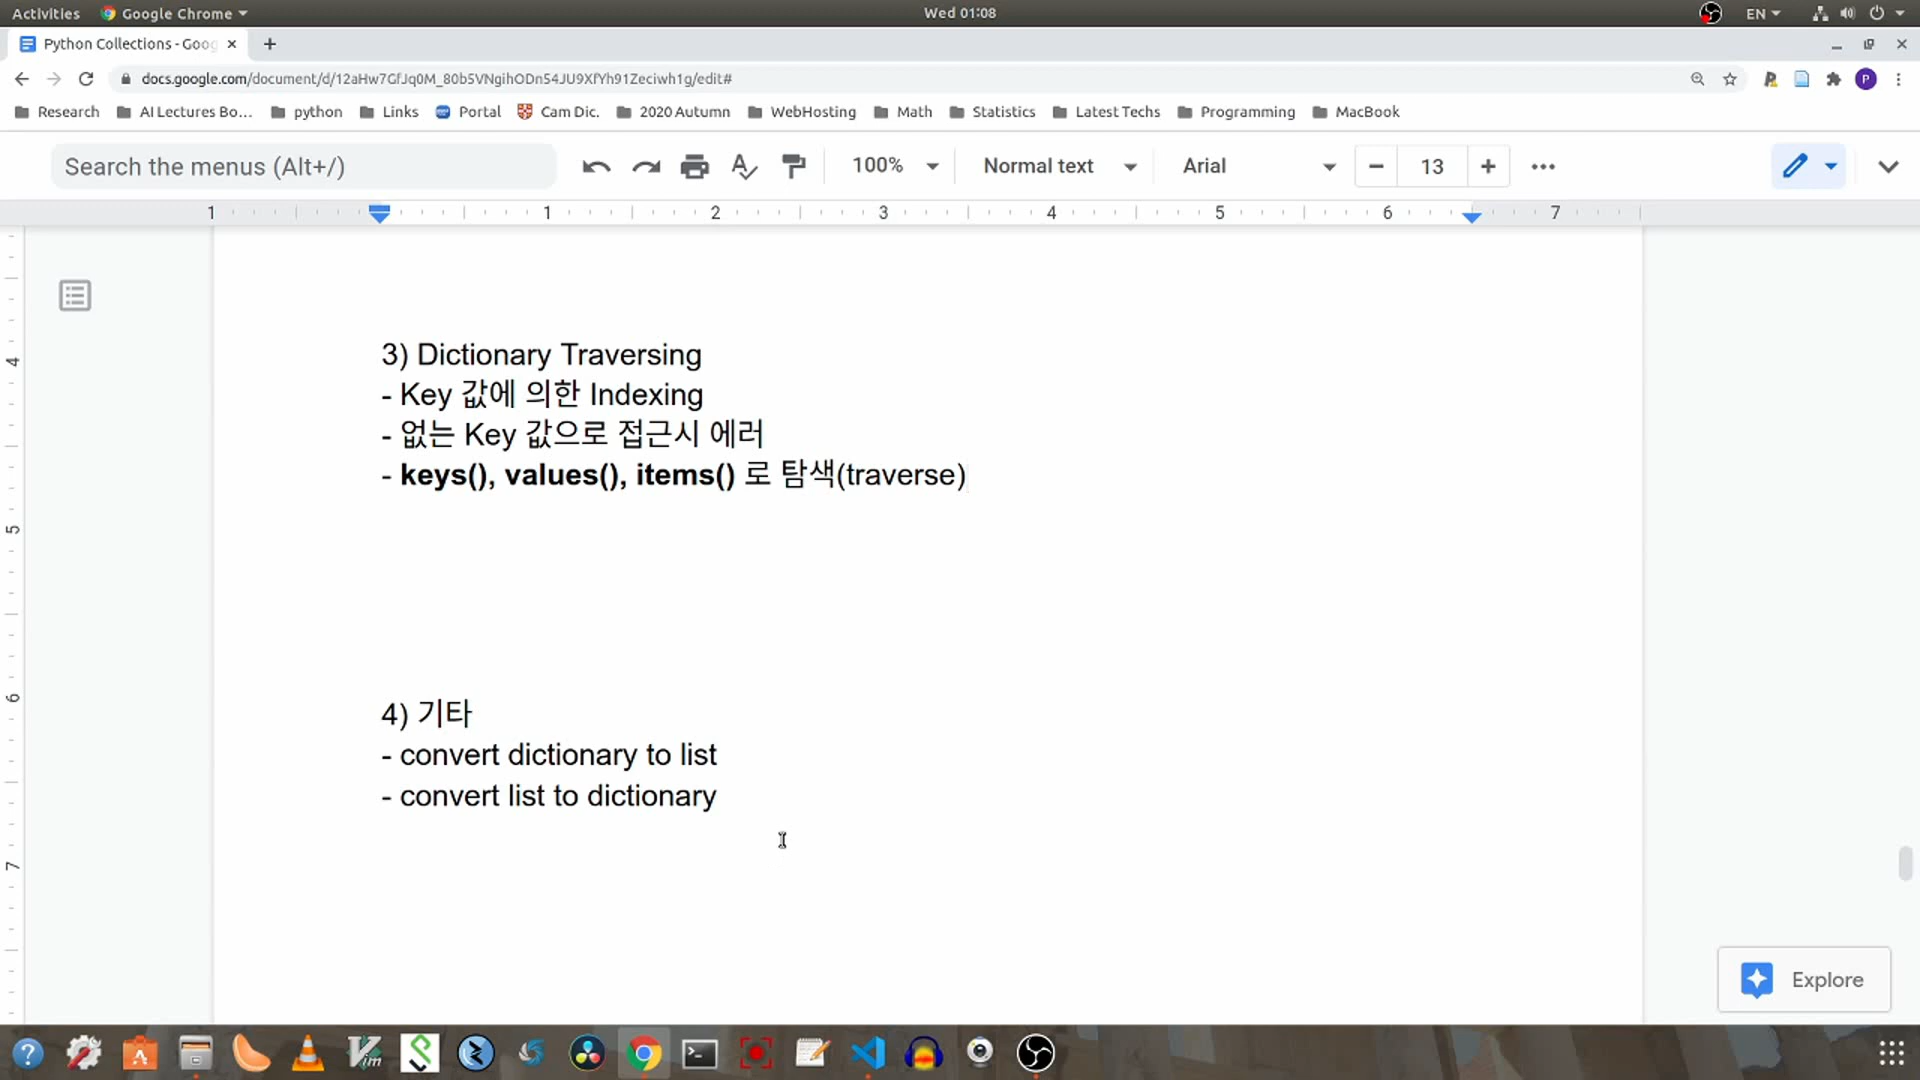 Activities Google Chrome Wed 01:08 EN
Python Collections - Goog
docs.google.com/document/d/12aHw7GfJq0M_80b5VNgihODn54JU9XfYh91Zeciwh1g/edit#
P
Research AI Lectures Bo... python Links Portal Cam Dic. 2020 Autumn WebHosting Math Statistics Latest Techs Programming MacBook
Search the menus (Alt+/) 100% Normal text Arial 13
1 1 2 3 4 5 6 7
4
5
6
7
3) Dictionary Traversing
- Key 값에 의한 Indexing
- 없는 Key 값으로 접근시 에러
- keys(), values(), items() 로 탐색(traverse)
4) 기타
- convert dictionary to list
- convert list to dictionary
Explore